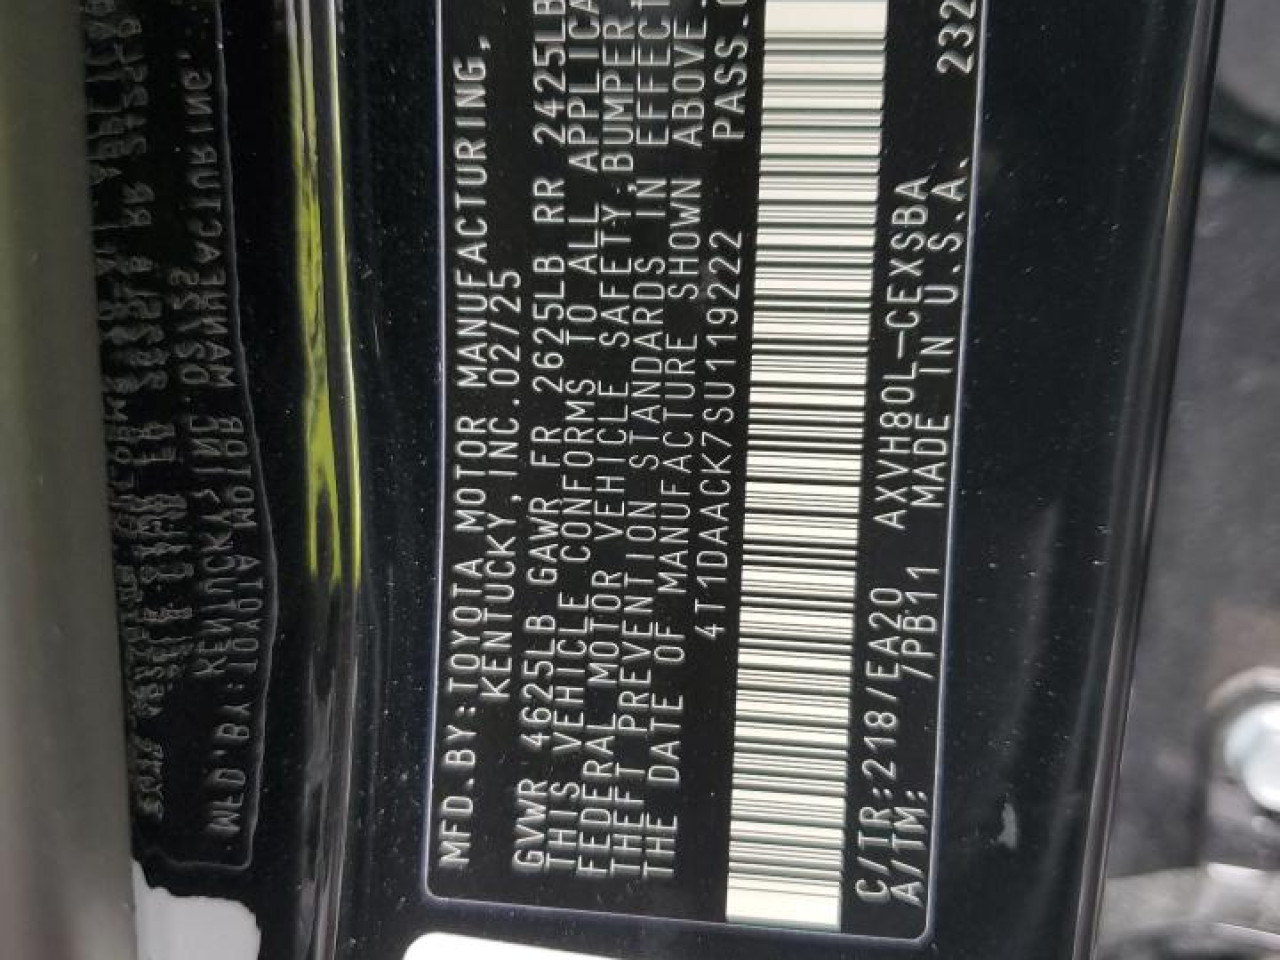 MFD.BY:TOYOTA MOTOR MANUFACTURING,
KENTUCKY,INC.02/25
GVWR 4625LB GAWR FR 2625LB RR 2425LB
THIS VEHICLE CONFORMS TO ALL
FEDERAL MOTOR VEHICLE SAFETY,BUMPER
THEFT PREVENTION STANDARDS IN EFFECT
THE DATE OF MANUFACTURE SHOWN ABOVE.
4T1DAACK7SU119222 PASS.
C/TR:218/EA20 AXVH80L-CEXSBA 232
A/TM: 7PB11 MADE IN U.S.A.